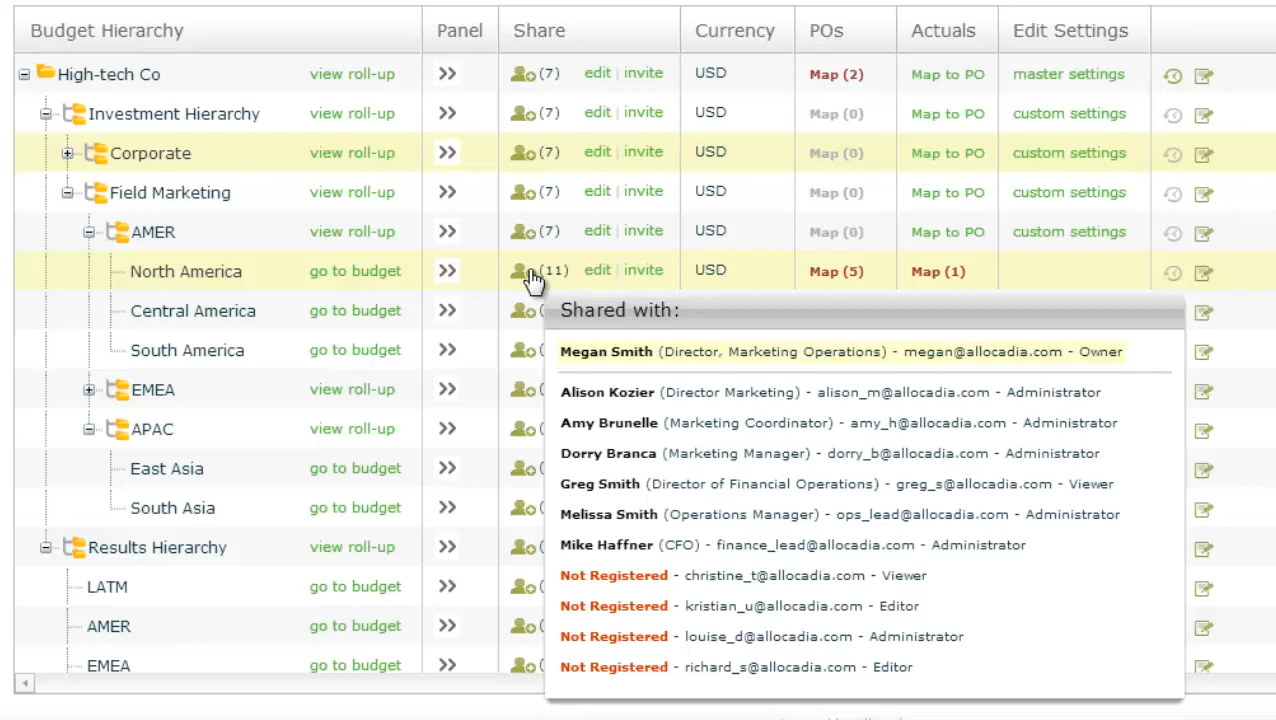 Budget Hierarchy Panel Share Currency POs Actuals Edit Settings
High-tech Co view roll-up >> (7) edit | invite USD Map (2) Map to PO master settings
Investment Hierarchy view roll-up >> (7) edit | invite USD Map (0) Map to PO custom settings
Corporate view roll-up >> (7) edit | invite USD Map (0) Map to PO custom settings
Field Marketing view roll-up >> (7) edit | invite USD Map (0) Map to PO custom settings
AMER view roll-up >> (7) edit | invite USD Map (0) Map to PO custom settings
North America go to budget >> (11) edit | invite USD Map (5) Map (1)
Central America go to budget >> (
South America go to budget >> (
EMEA view roll-up >> (
APAC view roll-up >> (
East Asia go to budget >> (
South Asia go to budget >> (
Results Hierarchy view roll-up >> (
LATM go to budget >> (
AMER go to budget >> (
EMEA go to budget >> (
Shared with:
Megan Smith (Director, Marketing Operations) - megan@allocadia.com - Owner
Alison Kozier (Director Marketing) - alison_m@allocadia.com - Administrator
Amy Brunelle (Marketing Coordinator) - amy_h@allocadia.com - Administrator
Dorry Branca (Marketing Manager) - dorry_b@allocadia.com - Administrator
Greg Smith (Director of Financial Operations) - greg_s@allocadia.com - Viewer
Melissa Smith (Operations Manager) - ops_lead@allocadia.com - Administrator
Mike Haffner (CFO) - finance_lead@allocadia.com - Administrator
Not Registered - christine_t@allocadia.com - Viewer
Not Registered - kristian_u@allocadia.com - Editor
Not Registered - louise_d@allocadia.com - Administrator
Not Registered - richard_s@allocadia.com - Editor